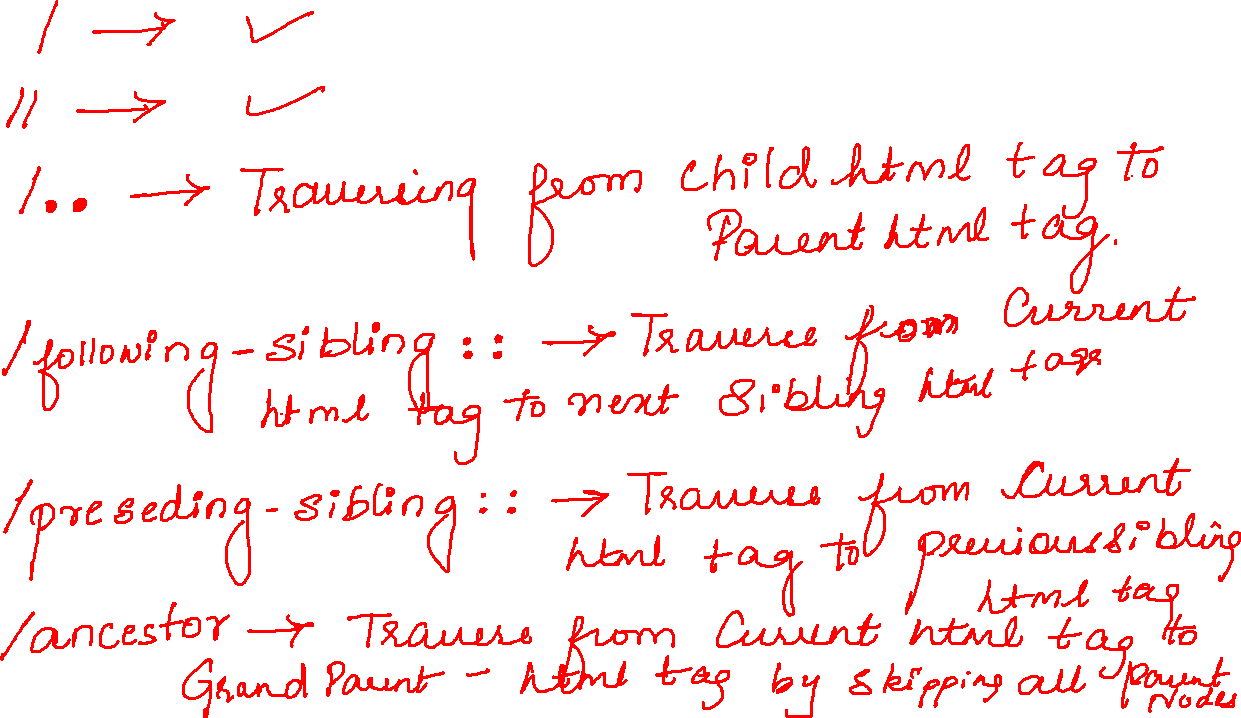 / → ✓
// → ✓
/.. → Traversing from child html tag to
Parent html tag.
/following-sibling :: → Traverse from Current
html tag to next sibling html tags
/preseding-sibling :: → Traverse from Current
html tag to previous sibling
html tag
/ancestor → Traverse from Current html tag to
Grand Parent - html tag by skipping all parent
Nodes